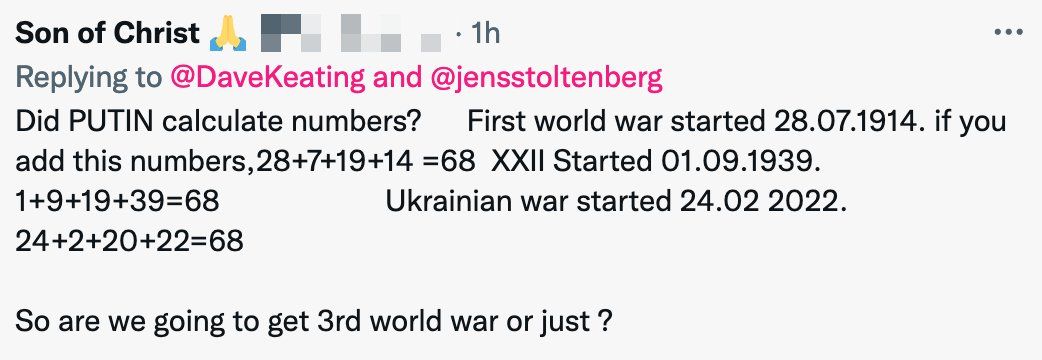 Son of Christ 🙏 · 1h
Replying to @DaveKeating and @jensstoltenberg
Did PUTIN calculate numbers? First world war started 28.07.1914. if you
add this numbers,28+7+19+14 =68 XXII Started 01.09.1939.
1+9+19+39=68 Ukrainian war started 24.02 2022.
24+2+20+22=68
So are we going to get 3rd world war or just ?